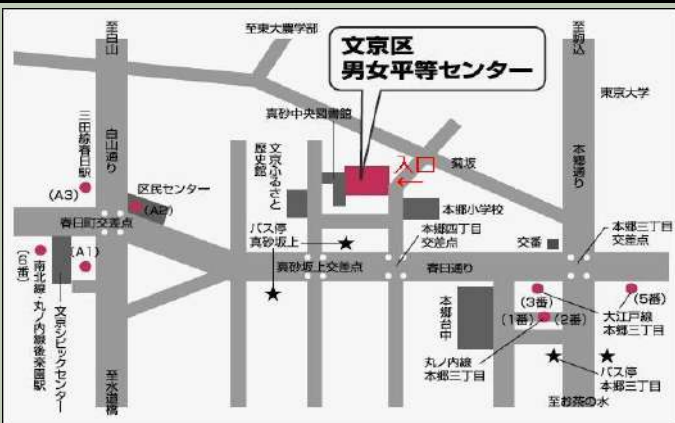 至白山
至東大農学部
文京区
男女平等センター
至駒込
東京大学
真砂中央図書館
三田線春日駅
白山通り
文京ふるさと
歴史館
入口
菊坂
本郷通り
(A3)
区民センター
(A2)
本郷小学校
春日町交差点
バス停
真砂坂上
本郷四丁目
交差点
交番
本郷三丁目
交差点
(A1)
真砂坂上交差点
春日通り
(6番)
南北線・丸ノ内線後楽園駅
文京シビックセンター
本郷台中
(3番)
(5番)
(1番)
(2番)
大江戸線
本郷三丁目
丸ノ内線
本郷三丁目
バス停
本郷三丁目
至水道橋
至お茶の水